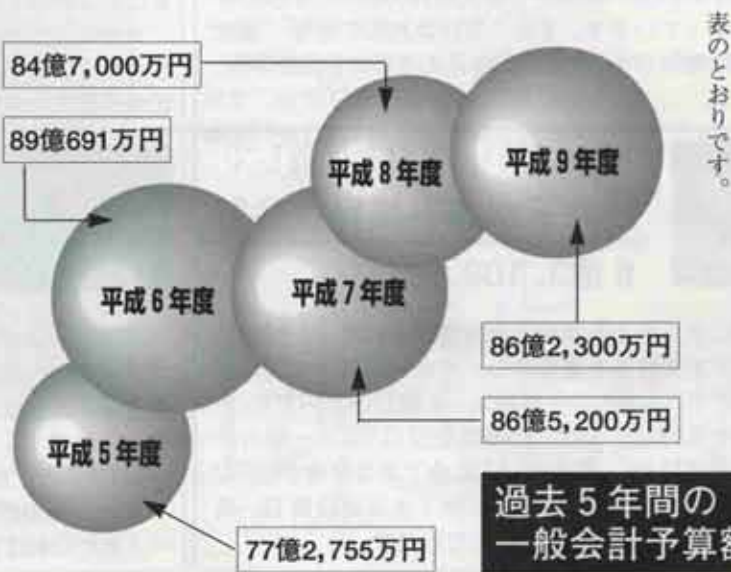 表のとおりです。
84億7,000万円
89億691万円
平成8年度
平成9年度
平成6年度
平成7年度
86億2,300万円
86億5,200万円
平成5年度
77億2,755万円
過去5年間の
一般会計予算額